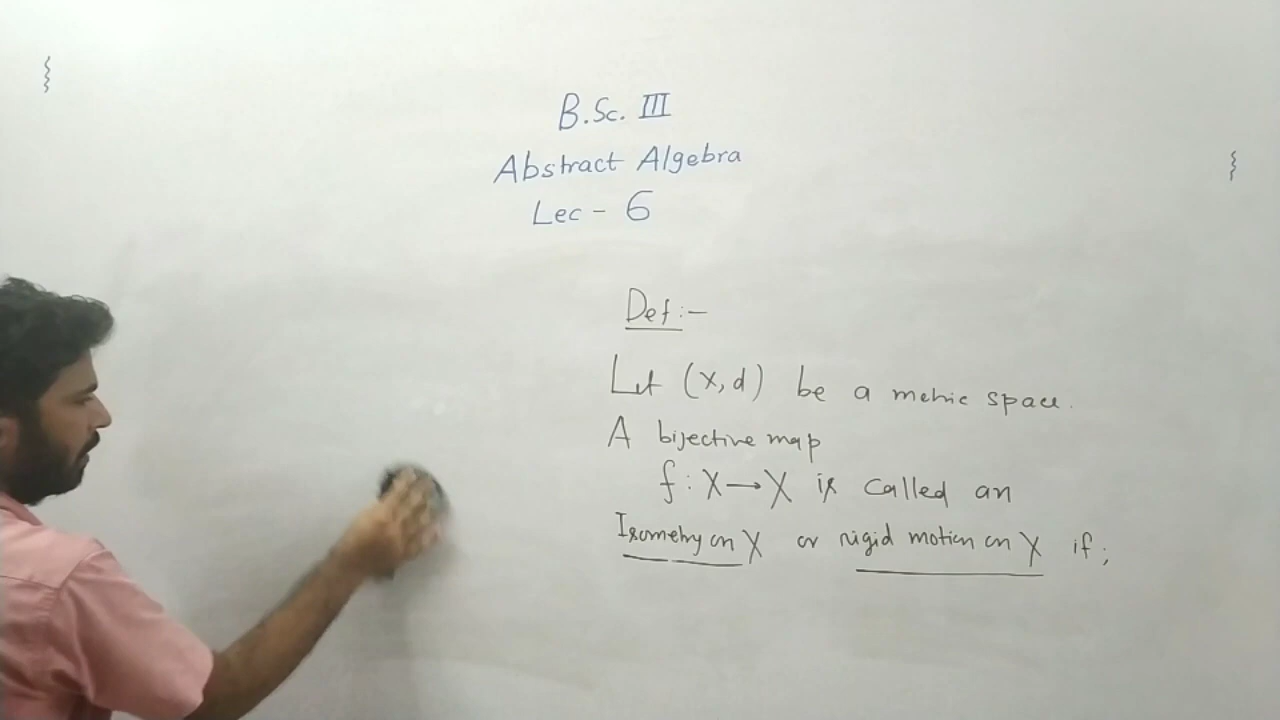 B.Sc. III
Abstract Algebra
Lec - 6
Def :-
Let (X, d) be a metric space.
A bijective map
f : X → X is called an
Isometry on X or rigid motion on X if ;